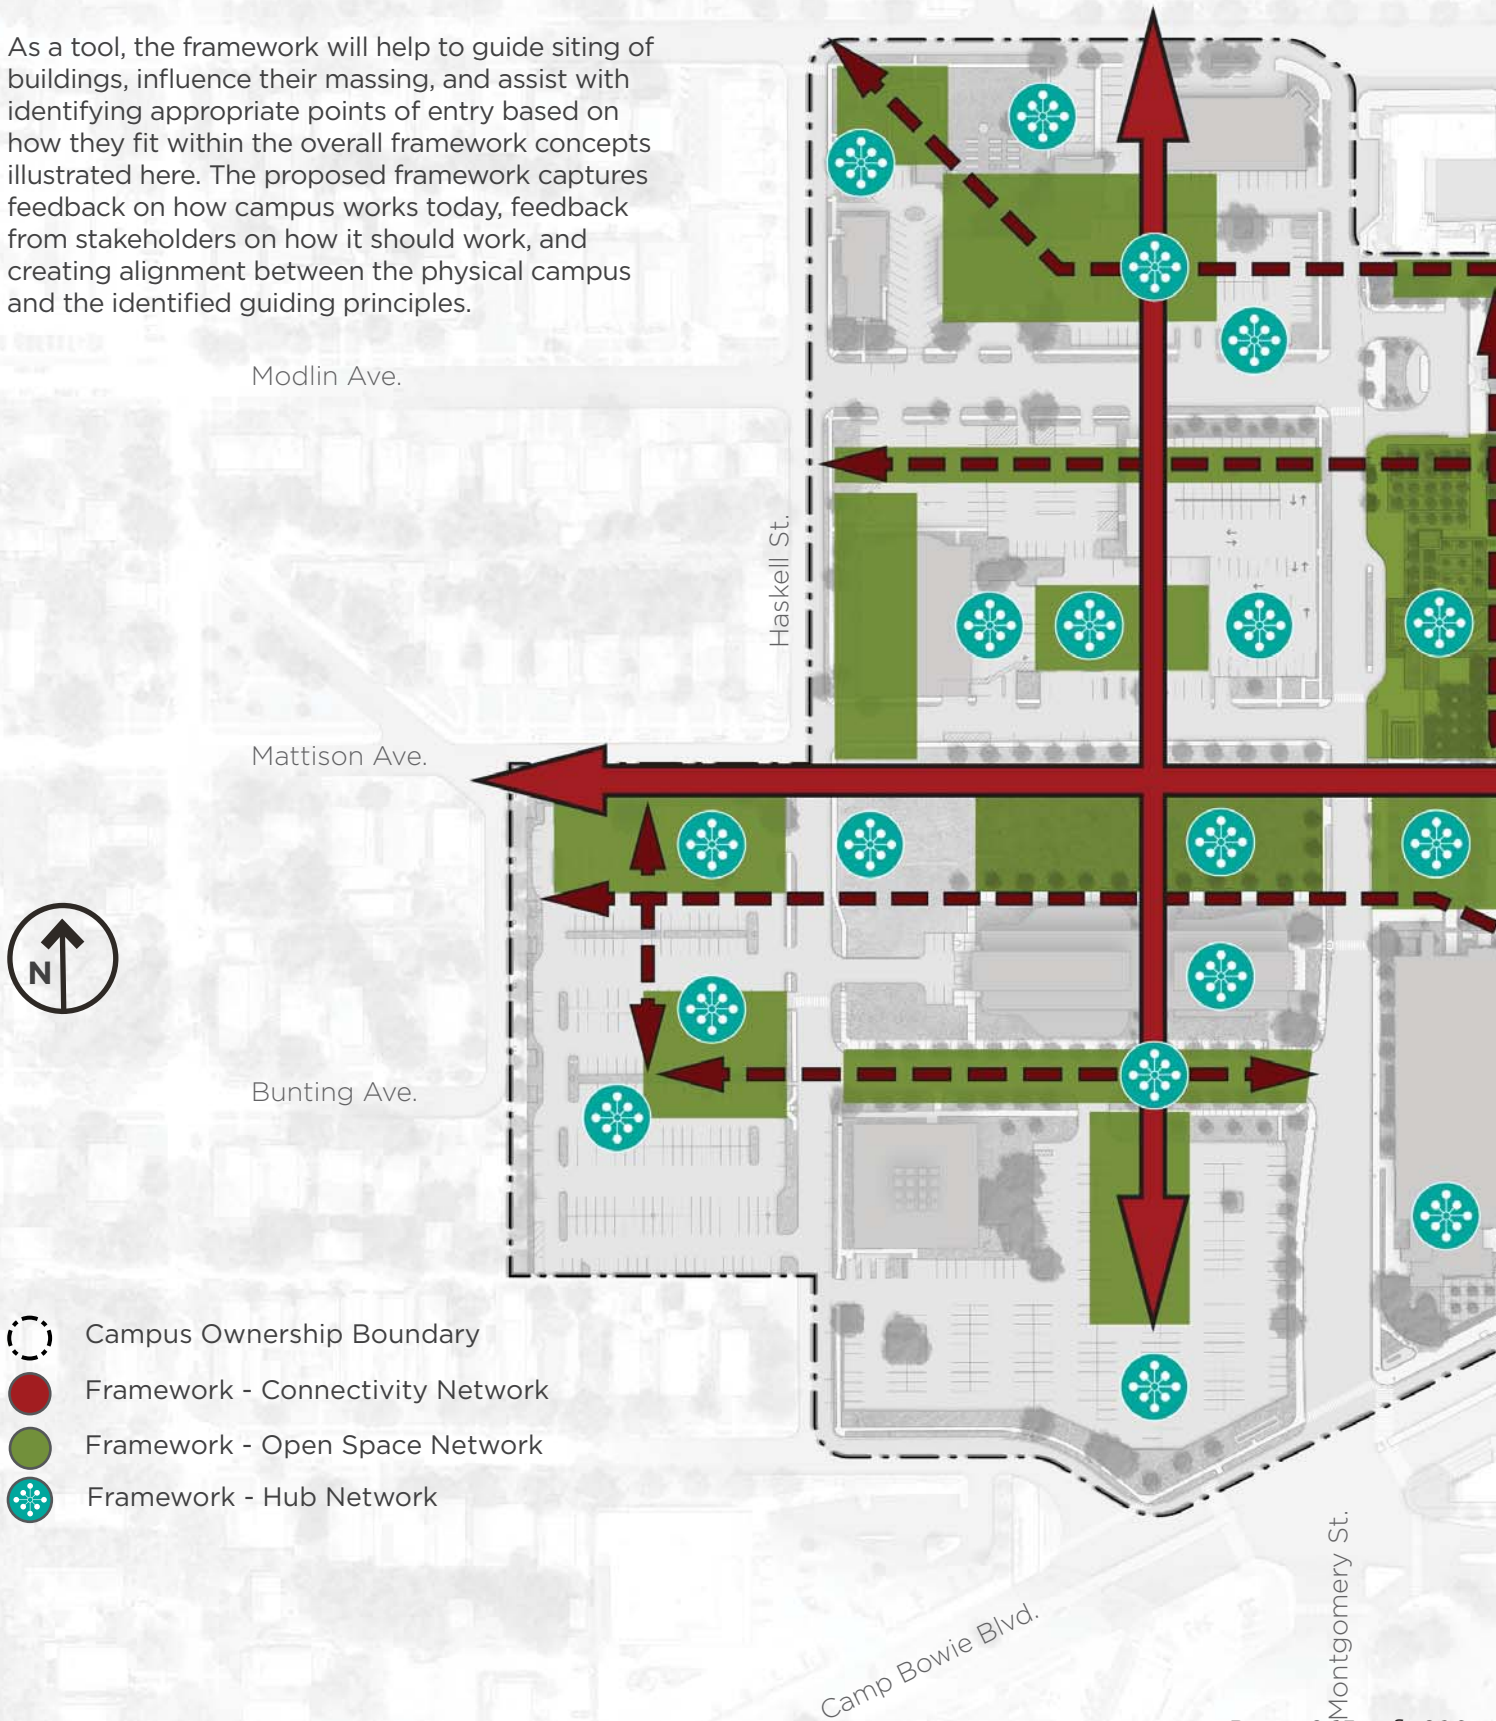 As a tool, the framework will help to guide siting of
buildings, influence their massing, and assist with
identifying appropriate points of entry based on
how they fit within the overall framework concepts
illustrated here. The proposed framework captures
feedback on how campus works today, feedback
from stakeholders on how it should work, and
creating alignment between the physical campus
and the identified guiding principles.
Modlin Ave.
Haskell St.
Mattison Ave.
N
Bunting Ave.
Campus Ownership Boundary
Framework - Connectivity Network
Framework - Open Space Network
Framework - Hub Network
Camp Bowie Blvd.
Montgomery St.